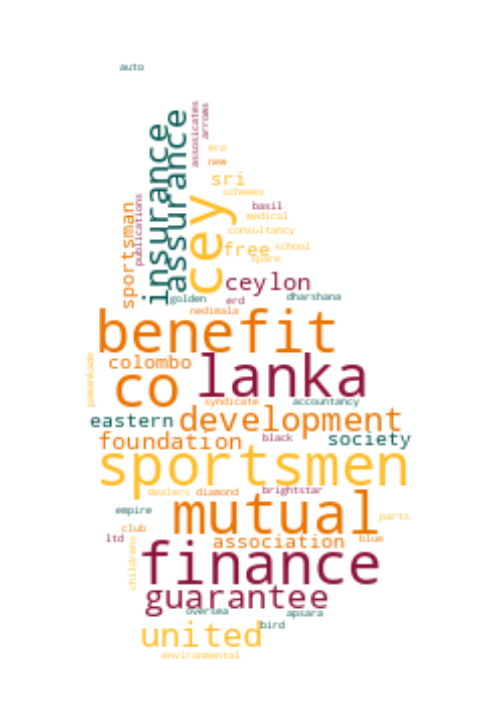 auto
insurance
assurance
assosicates
arrows
era
new
sri
schemes
sportsman
publications
cey
basil
medical
consultancy
free
school
spare
ceylon
golden
erd
dharshana
nedimala
benefit
pamankade
colombo
lanka
co
syndicate
accountancy
eastern
development
foundation
black
society
sportsmen
dealers
diamond
brightstar
mutual
empire
parts
club
ltd
association
blue
childrens
finance
guarantee
oversea
apsara
bird
united
environmental